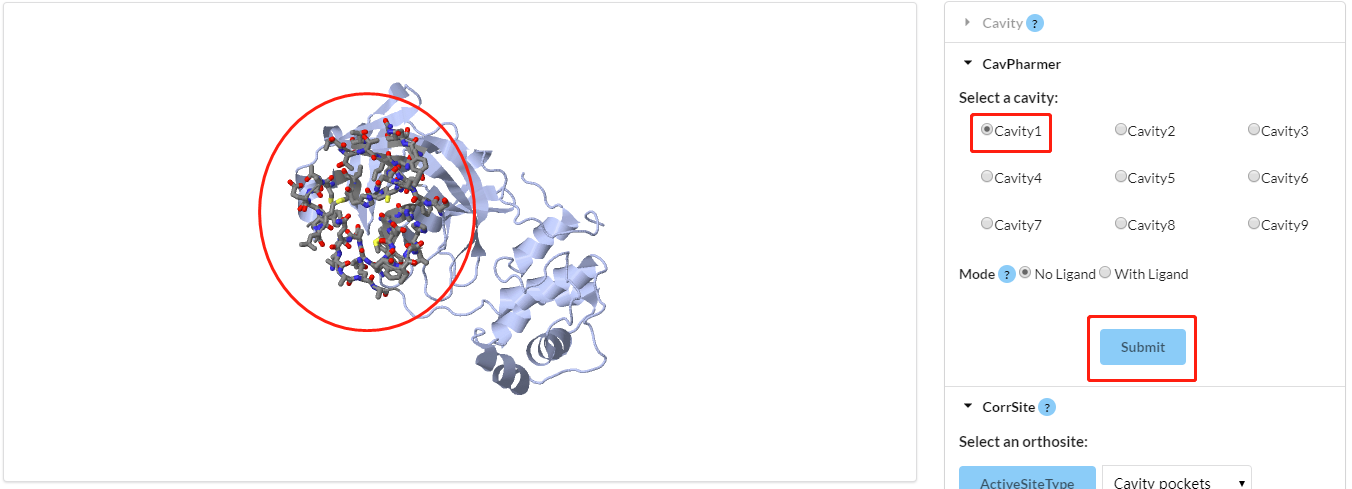 Cavity ?
CavPharmer
Select a cavity:
Cavity1 Cavity2 Cavity3
Cavity4 Cavity5 Cavity6
Cavity7 Cavity8 Cavity9
Mode ? No Ligand With Ligand
Submit
CorrSite ?
Select an orthosite:
ActiveSiteType Cavity pockets